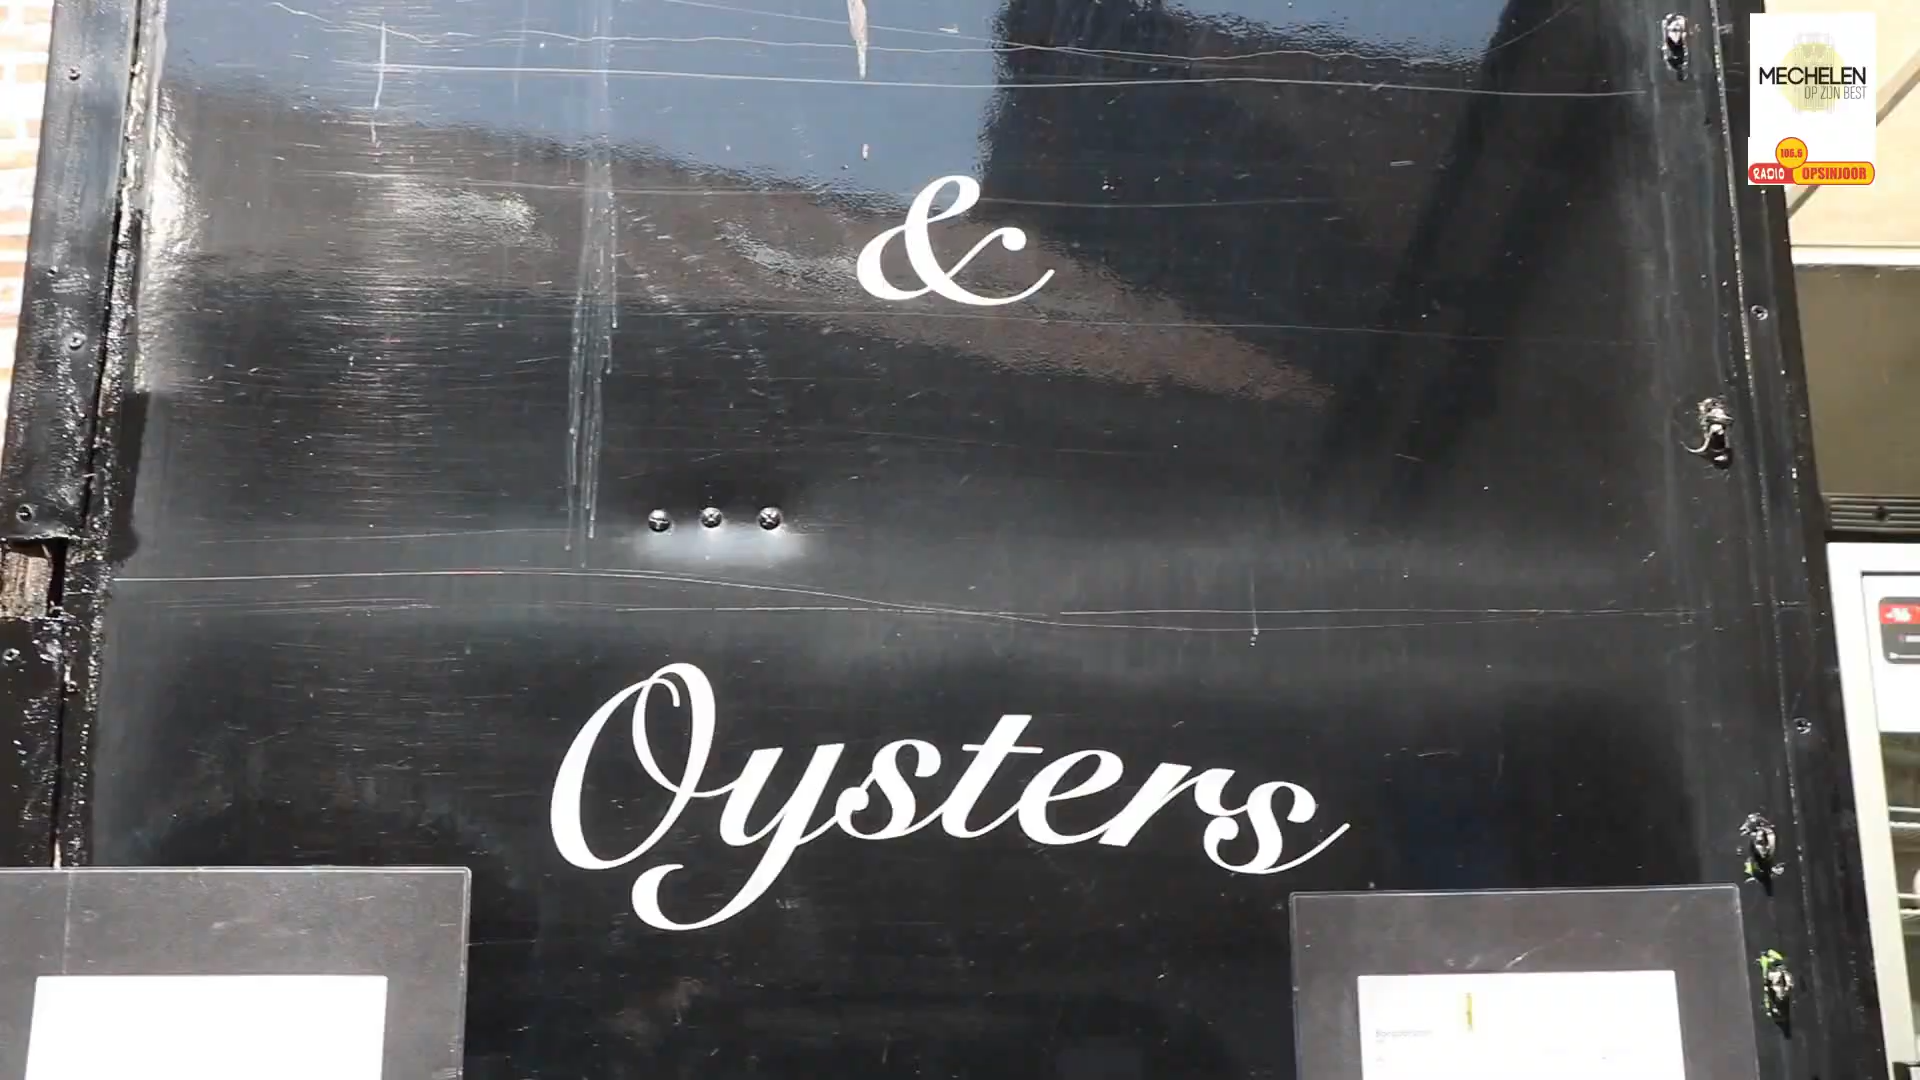 MECHELEN
OP ZIJN BEST
106.6
RADIO OPSINJOOR
&
Oysters